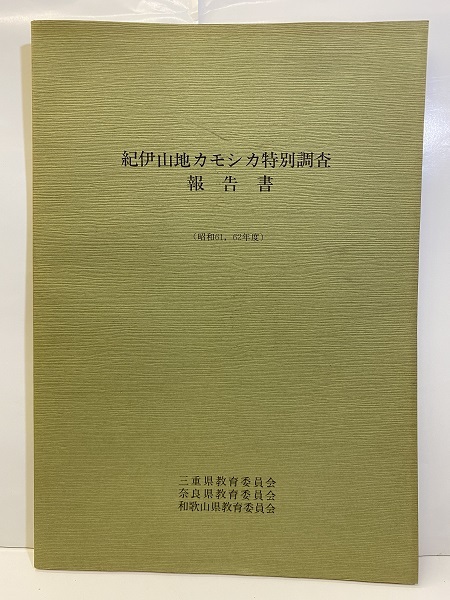 紀伊山地カモシカ特別調査
報告書
（昭和61，62年度）
三重県教育委員会
奈良県教育委員会
和歌山県教育委員会